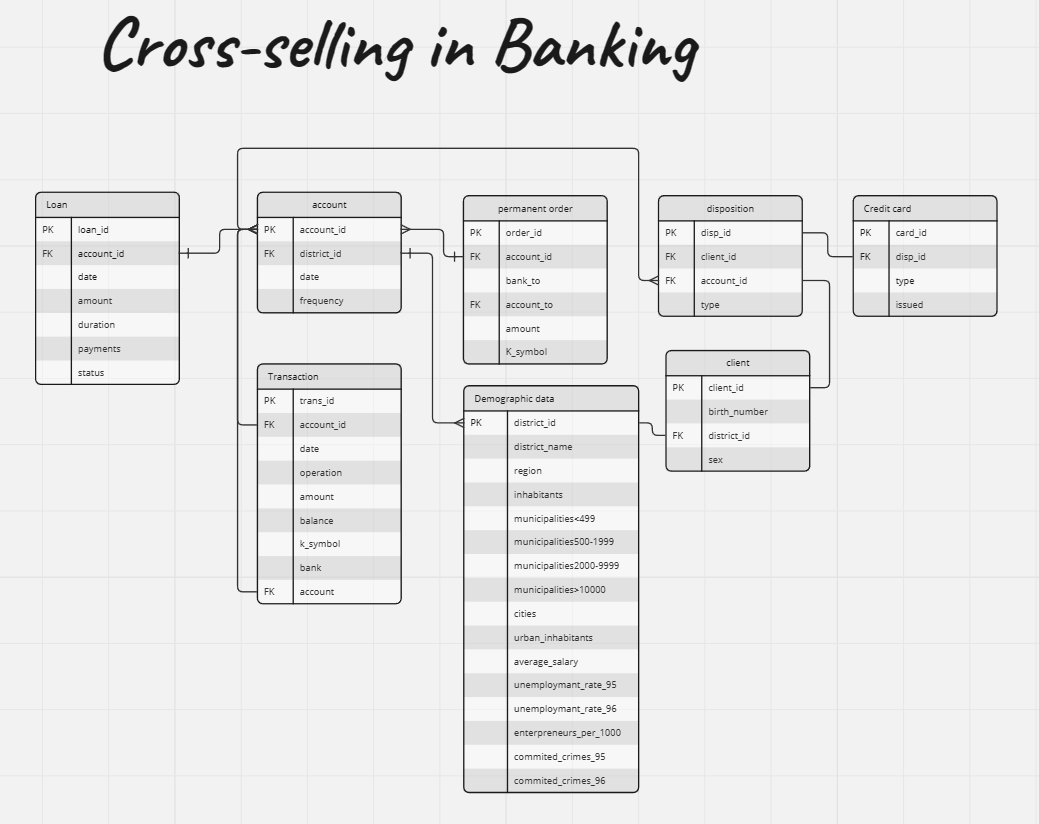 Cross-selling in Banking
Loan
PK loan_id
FK account_id
date
amount
duration
payments
status
account
PK account_id
FK district_id
date
frequency
permanent order
PK order_id
FK account_id
bank_to
FK account_to
amount
K_symbol
disposition
PK disp_id
FK client_id
FK account_id
type
Credit card
PK card_id
FK disp_id
type
issued
Transaction
PK trans_id
FK account_id
date
operation
amount
balance
k_symbol
bank
FK account
Demographic data
PK district_id
district_name
region
inhabitants
municipalities<499
municipalities500-1999
municipalities2000-9999
municipalities>10000
cities
urban_inhabitants
average_salary
unemploymant_rate_95
unemploymant_rate_96
enterpreneurs_per_1000
commited_crimes_95
commited_crimes_96
client
PK client_id
birth_number
FK district_id
sex